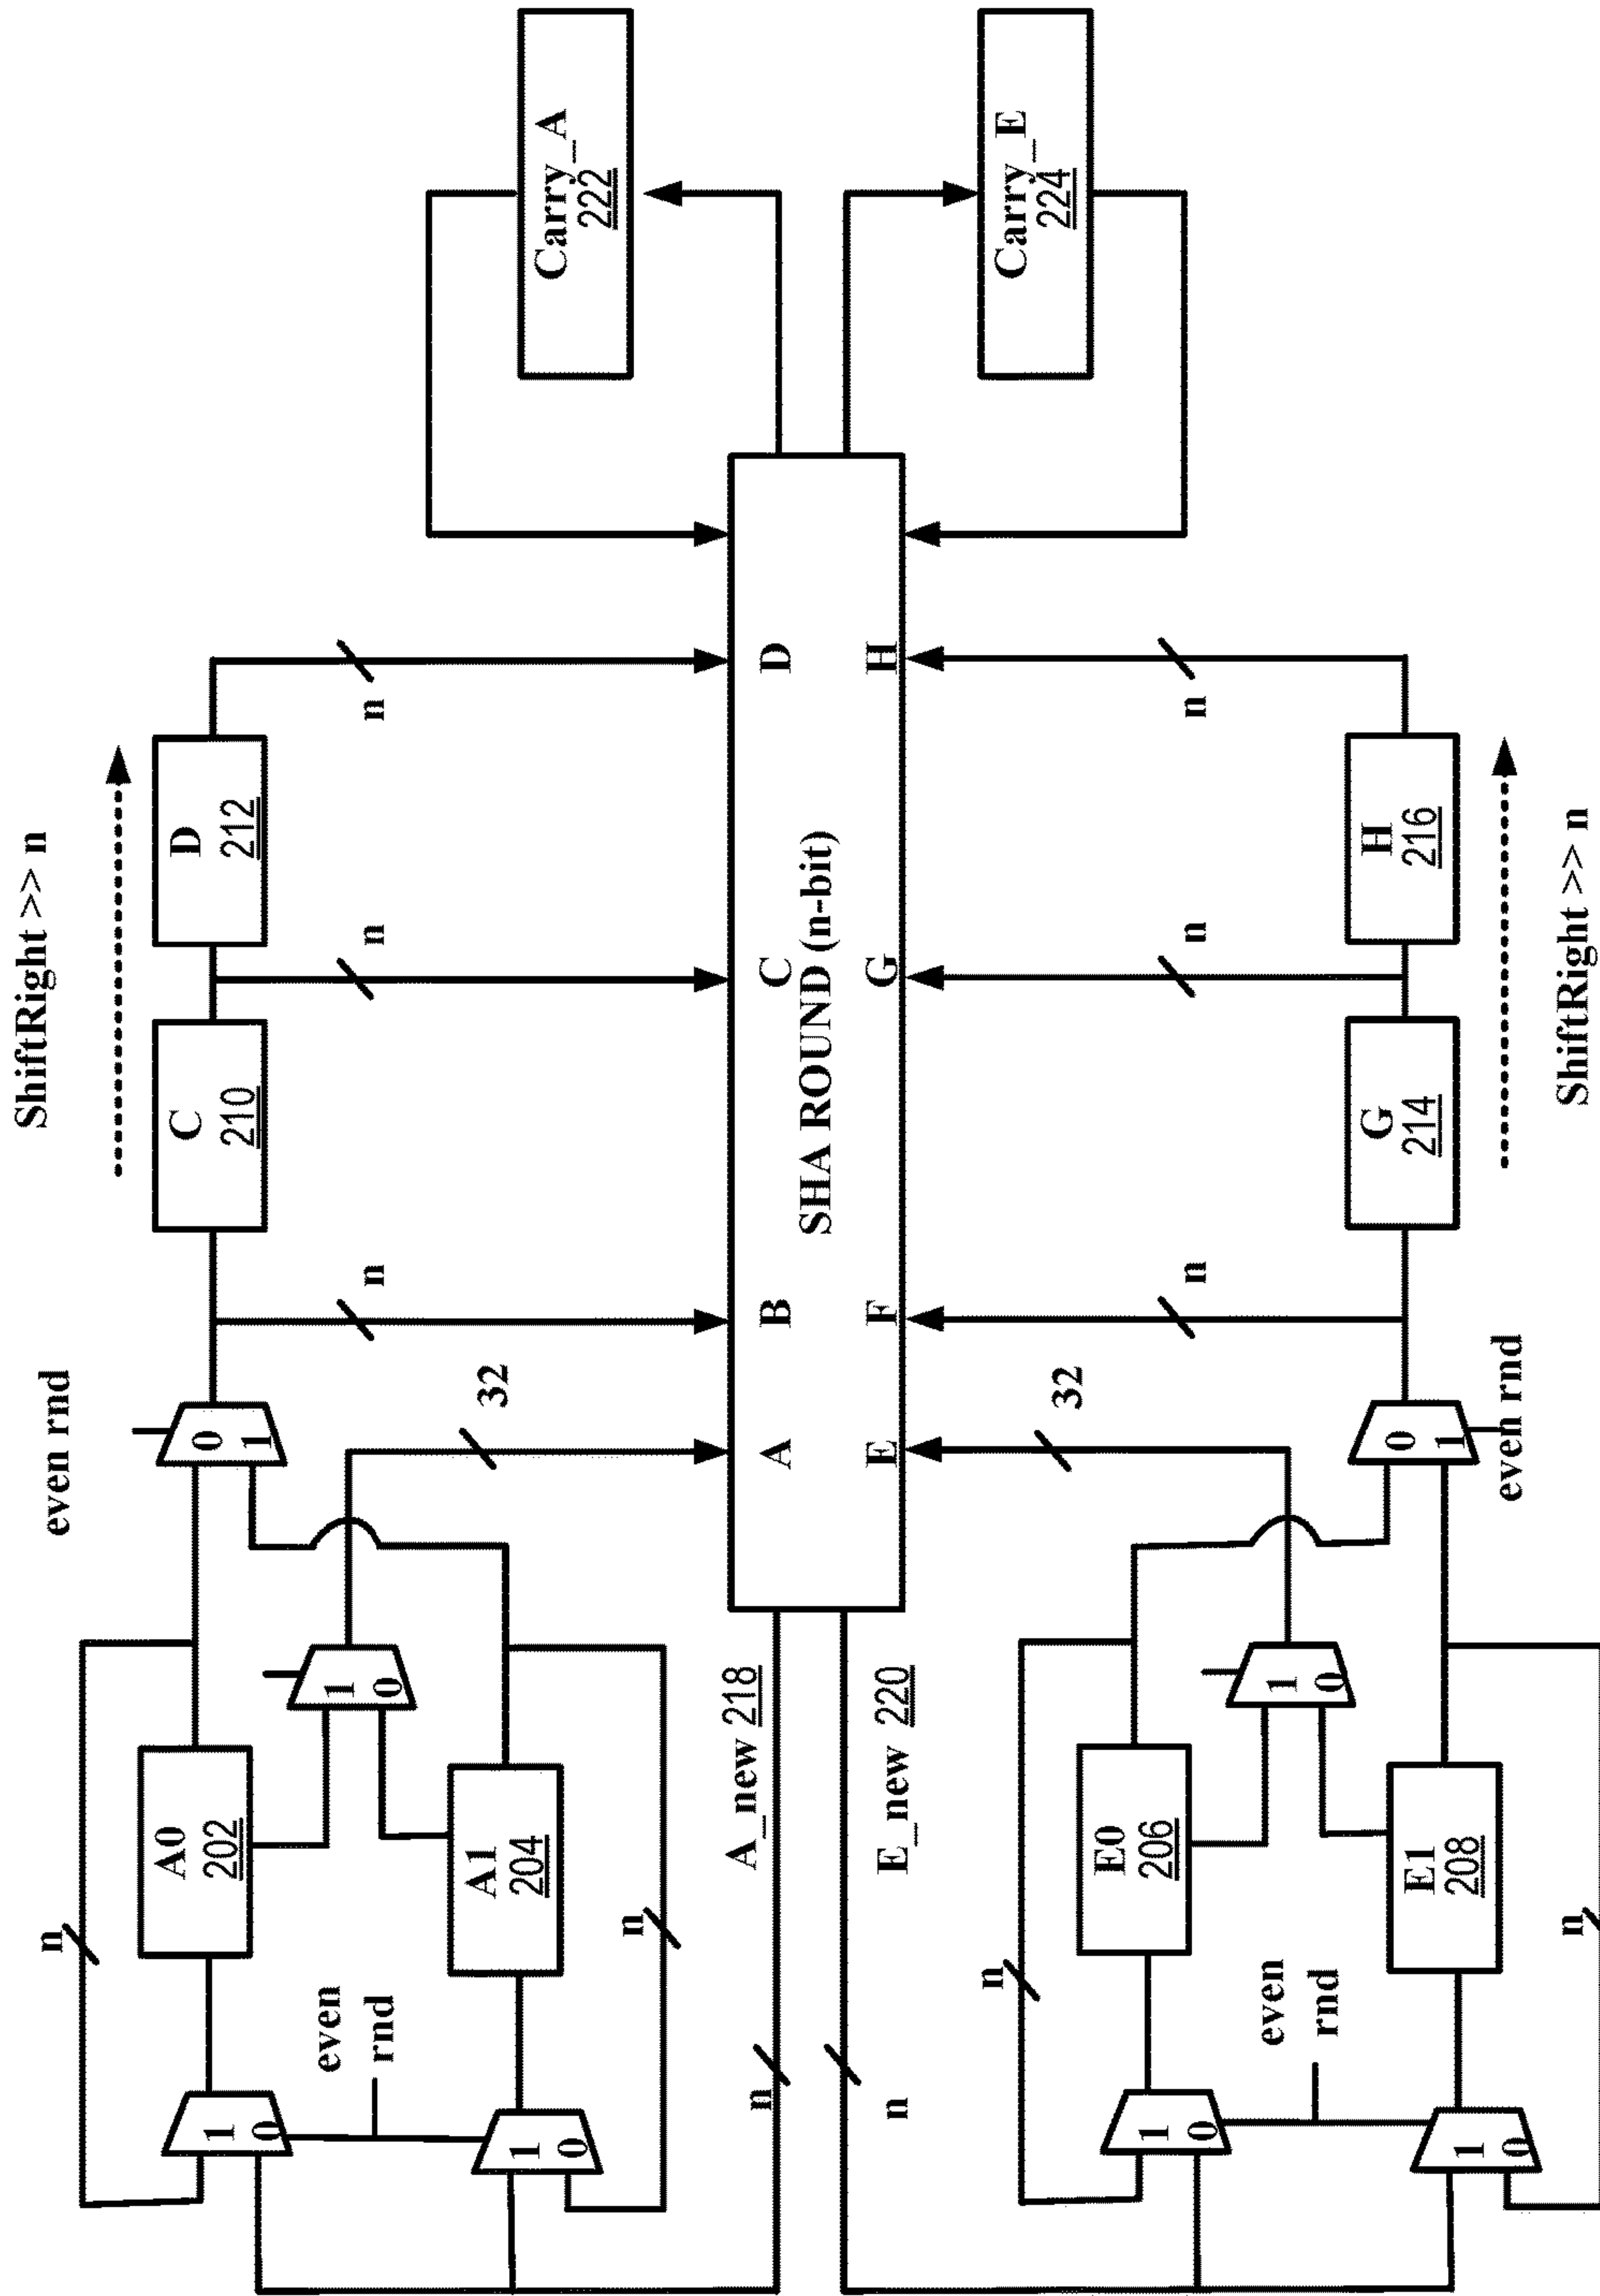 ShiftRight >> n
even rnd
n
A0
202
C
210
D
212
0
1
1
0
even
rnd
1
0
n
n
n
32
A1
204
1
0
n
Carry_A
222
A_new 218
n
A
B
C
D
SHA ROUND (n-bit)
E
F
G
H
E_new 220
n
Carry_E
224
n
E0
206
32
n
n
n
1
0
1
0
even
rnd
E1
208
0
1
G
214
H
216
1
0
even rnd
n
ShiftRight >> n